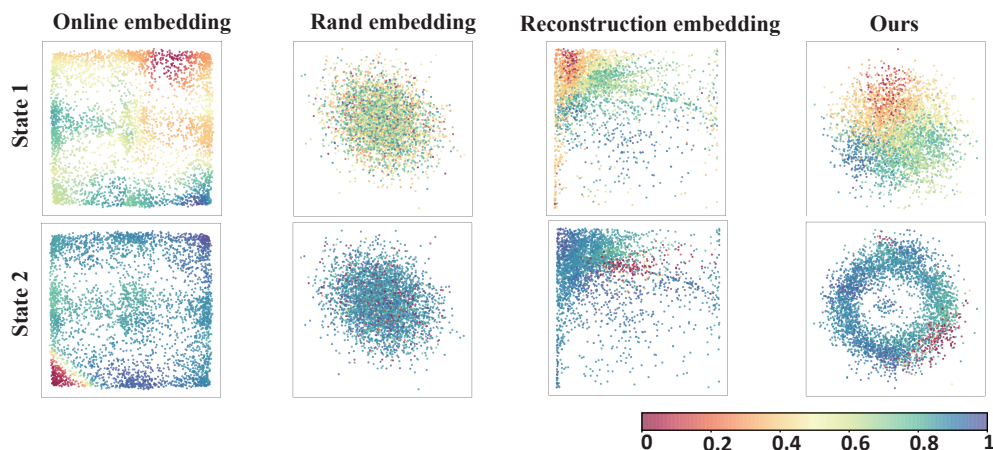 Online embedding Rand embedding Reconstruction embedding Ours
State 1
State 2
0 0.2 0.4 0.6 0.8 1